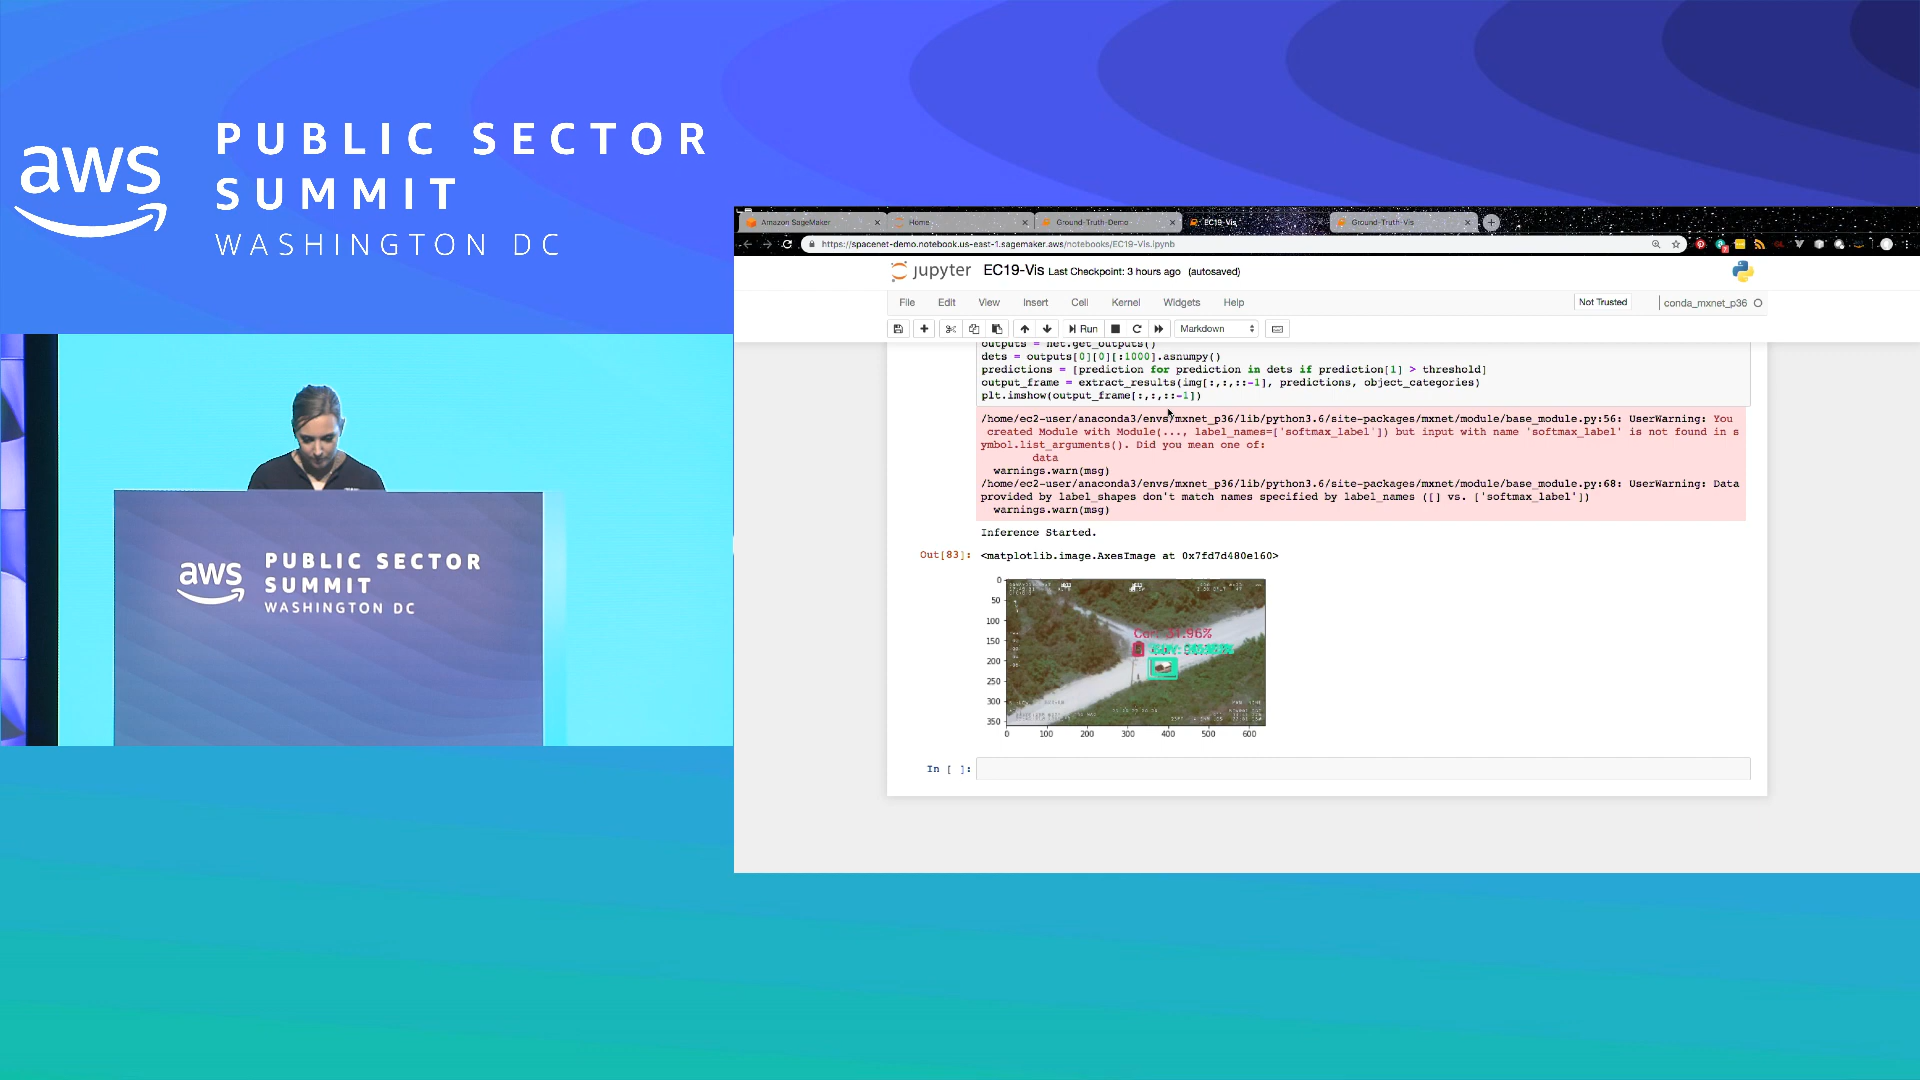 aws
PUBLIC SECTOR
SUMMIT
WASHINGTON DC
aws
PUBLIC SECTOR
SUMMIT
WASHINGTON DC
Amazon SageMaker
Home
Ground-Truth-Demo
EC19-Vis
Ground-Truth-Vis
https://spacenet-demo.notebook.us-east-1.sagemaker.aws/notebooks/EC19-Vis.ipynb
jupyter EC19-Vis Last Checkpoint: 3 hours ago (autosaved)
File Edit View Insert Cell Kernel Widgets Help Not Trusted conda_mxnet_p36
Run Markdown
outputs = net.get_outputs()
dets = outputs[0][0][:1000].asnumpy()
predictions = [prediction for prediction in dets if prediction[1] > threshold]
output_frame = extract_results(img[:,:,::-1], predictions, object_categories)
plt.imshow(output_frame[:,:,::-1])
/home/ec2-user/anaconda3/envs/mxnet_p36/lib/python3.6/site-packages/mxnet/module/base_module.py:56: UserWarning: You
created Module with Module(..., label_names=['softmax_label']) but input with name 'softmax_label' is not found in s
ymbol.list_arguments(). Did you mean one of:
data
warnings.warn(msg)
/home/ec2-user/anaconda3/envs/mxnet_p36/lib/python3.6/site-packages/mxnet/module/base_module.py:68: UserWarning: Data
provided by label_shapes don't match names specified by label_names ([] vs. ['softmax_label'])
warnings.warn(msg)
Inference Started.
Out[83]: <matplotlib.image.AxesImage at 0x7fd7d480e160>
0
50
100
150
200
250
300
350
0 100 200 300 400 500 600
In [ ]: